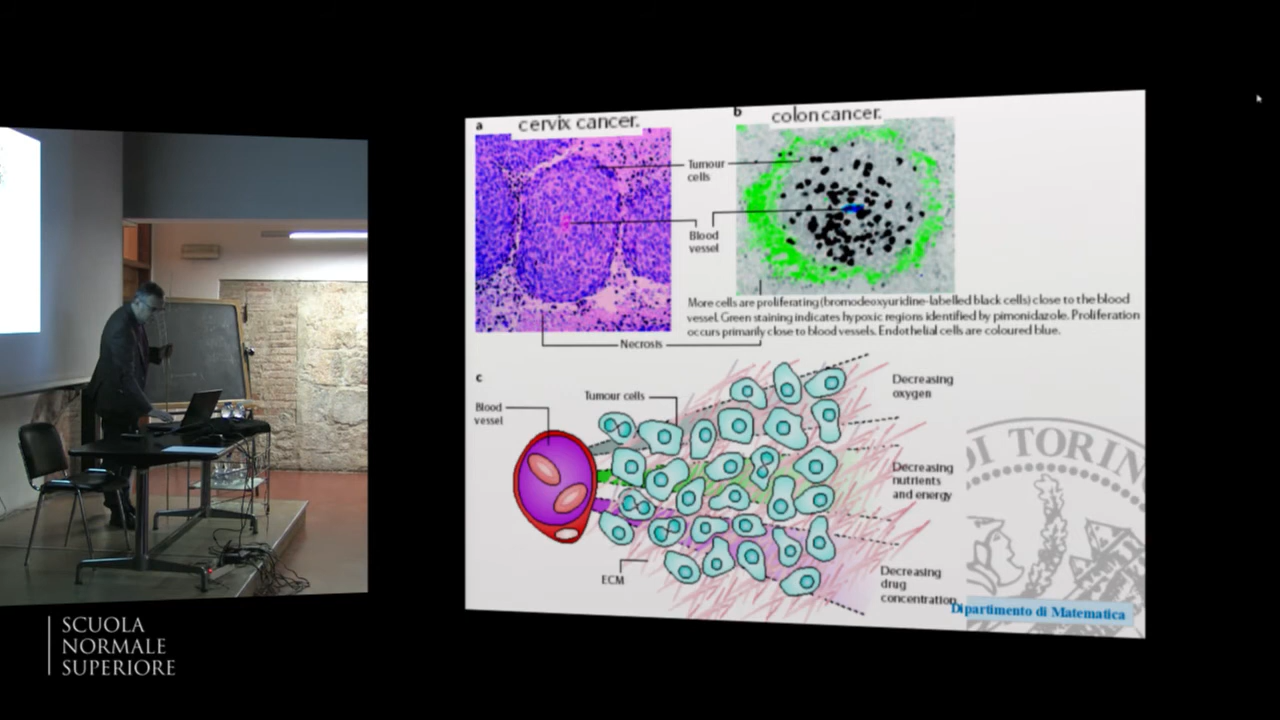 a
cervix cancer.
b
colon cancer.
Tumour
cells
Blood
vessel
More cells are proliferating (bromodeoxyuridine-labelled black cells) close to the blood
vessel. Green staining indicates hypoxic regions identified by pimonidazole. Proliferation
occurs primarily close to blood vessels. Endothelial cells are coloured blue.
Necrosis
c
Blood
vessel
Tumour cells
Decreasing
oxygen
Decreasing
nutrients
and energy
Decreasing
drug
concentration
ECM
DI TORIN
Dipartimento di Matematica
SCUOLA
NORMALE
SUPERIORE